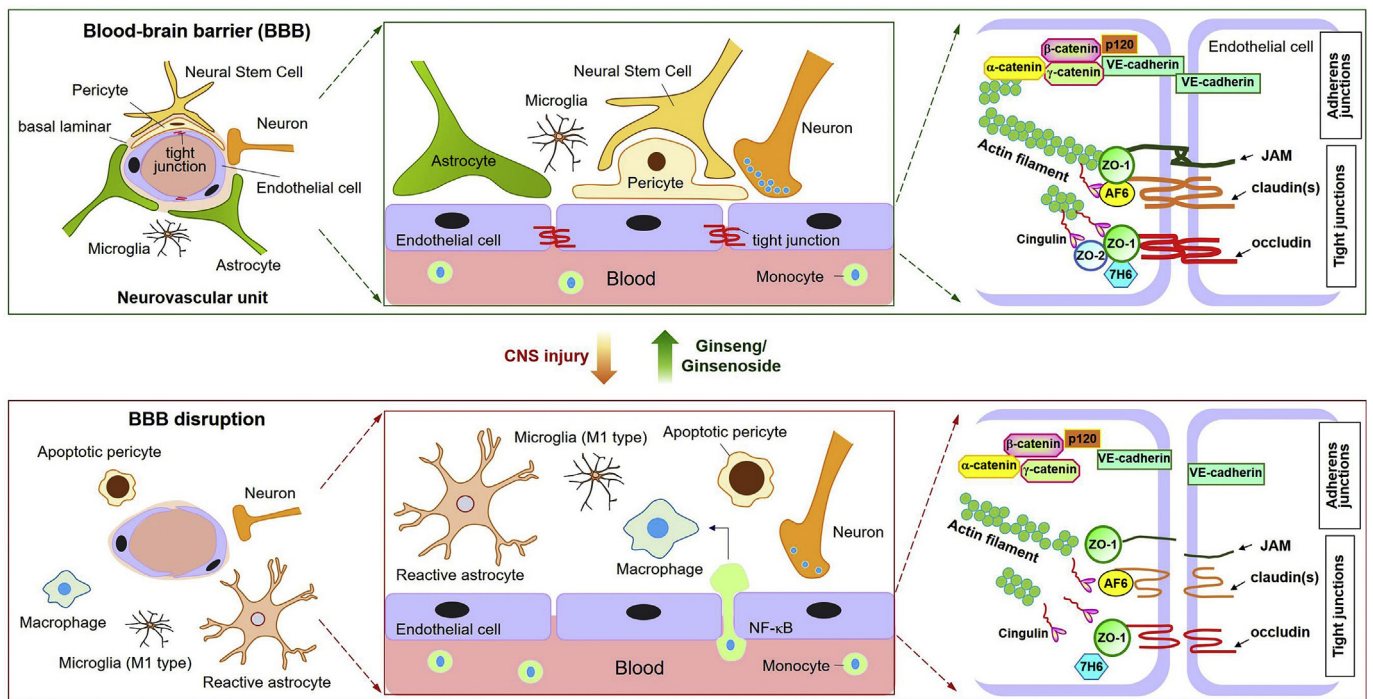 Blood-brain barrier (BBB)
Neural Stem Cell
Pericyte
basal laminar
Neuron
tight
junction
Endothelial cell
Microglia
Astrocyte
Neurovascular unit
Neural Stem Cell
Microglia
Astrocyte
Pericyte
Neuron
Endothelial cell
tight junction
Blood
Monocyte
β-catenin
p120
α-catenin
γ-catenin
VE-cadherin
VE-cadherin
Endothelial cell
Adherens
junctions
Actin filament
ZO-1
JAM
AF6
claudin(s)
Cingulin
ZO-1
ZO-2
7H6
occludin
Tight junctions
CNS injury
Ginseng/
Ginsenoside
BBB disruption
Apoptotic pericyte
Neuron
Macrophage
Microglia (M1 type)
Reactive astrocyte
Microglia (M1 type)
Apoptotic pericyte
Reactive astrocyte
Macrophage
Neuron
Endothelial cell
NF-κB
Blood
Monocyte
β-catenin
p120
α-catenin
γ-catenin
VE-cadherin
VE-cadherin
Adherens
junctions
Actin filament
ZO-1
JAM
AF6
claudin(s)
Cingulin
ZO-1
7H6
occludin
Tight junctions